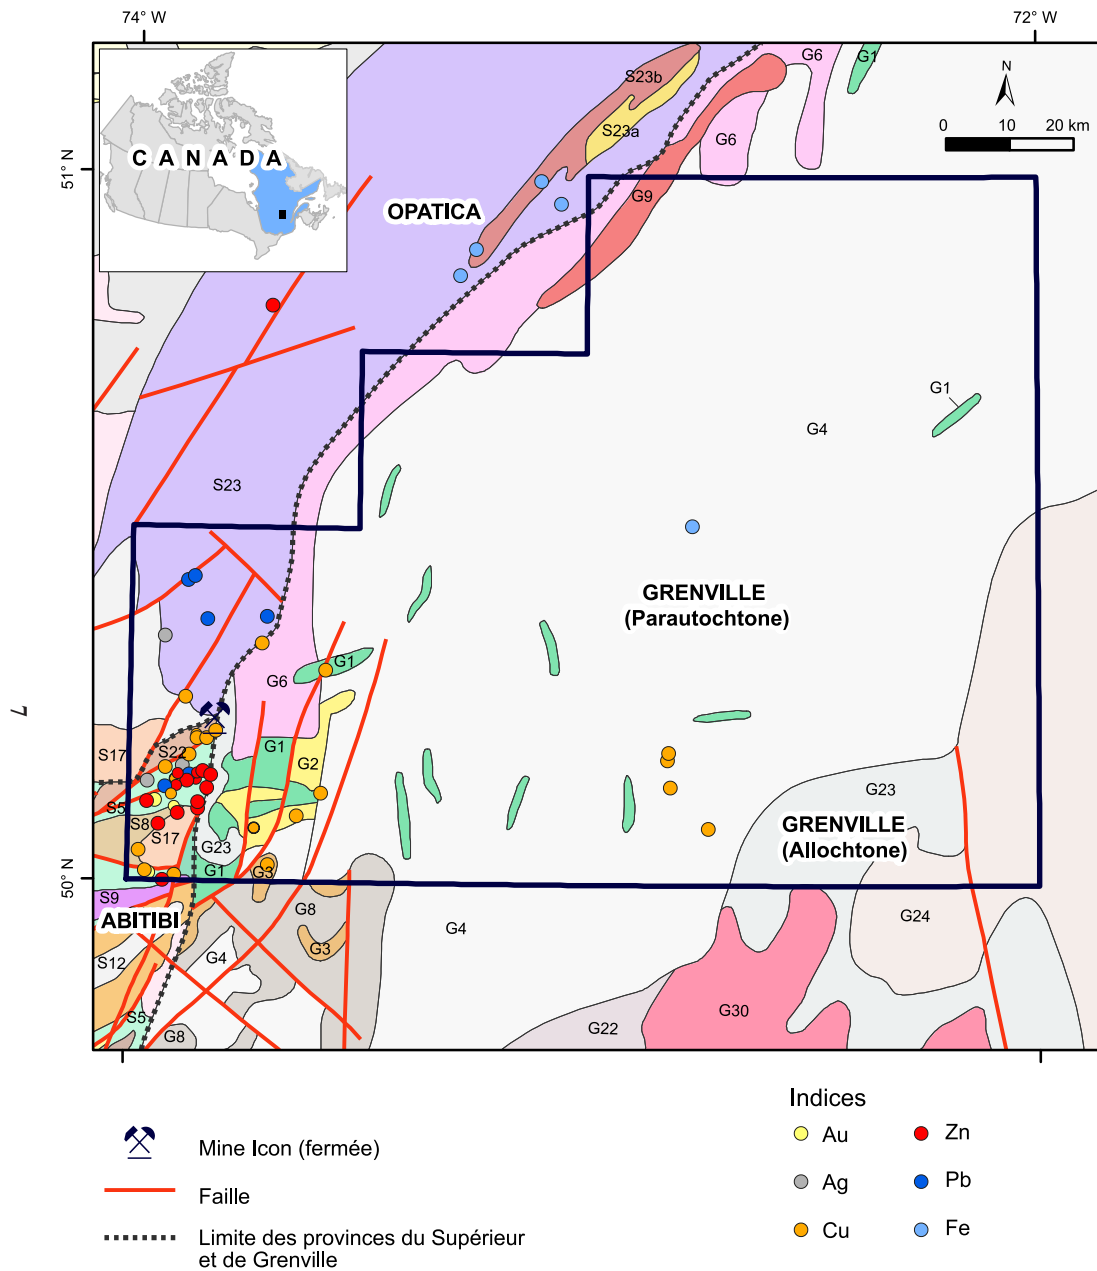 74° W
72° W
G6
G1
S23b
N
0 10 20 km
S23a
G6
C A N A D A
51° N
G9
OPATICA
G1
G4
S23
GRENVILLE
(Parautochtone)
G1
G6
7
S17
S22
G1
G2
G23
S5
S8
S17
G23
GRENVILLE
(Allochtone)
G1
G3
50° N
S9
ABITIBI
G8
G24
G4
G3
S12
G4
G30
S5
G22
G8
Indices
Mine Icon (fermée)
Au
Zn
Faille
Ag
Pb
Limite des provinces du Supérieur
et de Grenville
Cu
Fe